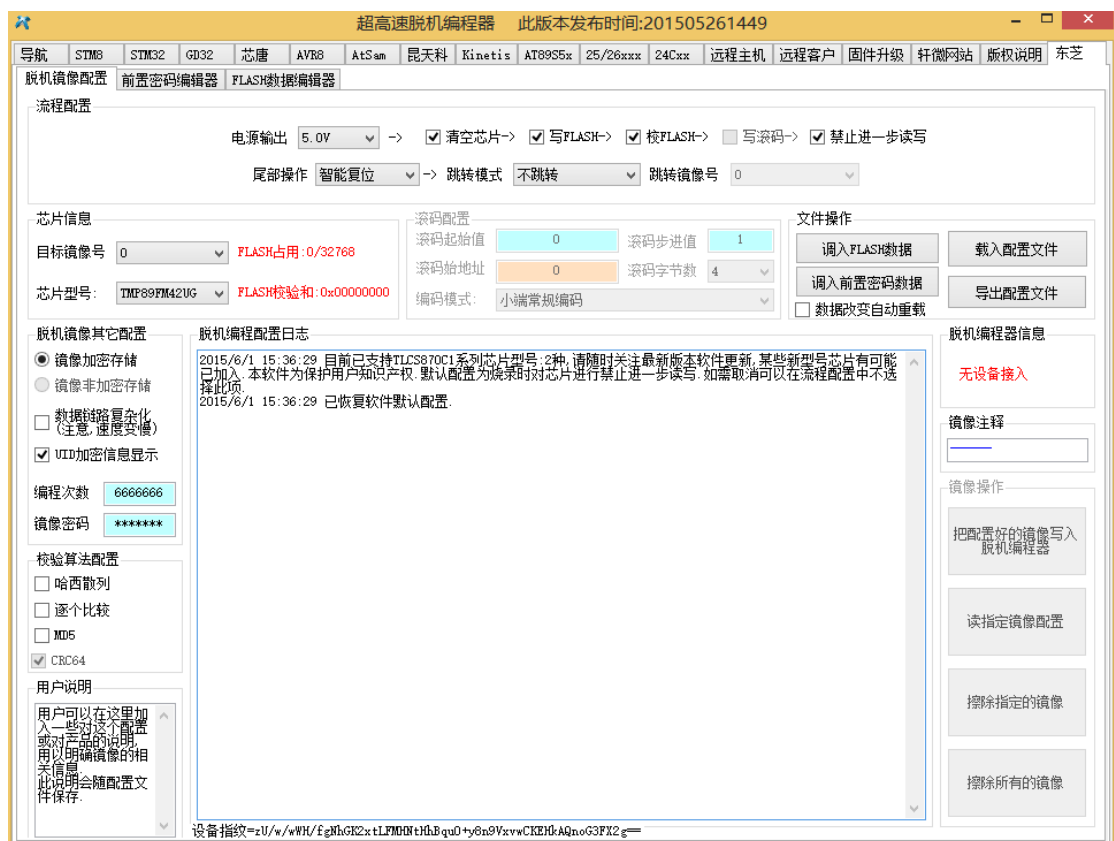 超高速脱机编程器 此版本发布时间:201505261449
导航 STM8 STM32 GD32 芯唐 AVR8 AtSam 昆天科 Kinetis AT89S5x 25/26xxx 24Cxx 远程主机 远程客户 固件升级 轩微网站 版权说明 东芝
脱机镜像配置 前置密码编辑器 FLASH数据编辑器
流程配置
电源输出 5.0V -> 清空芯片-> 写FLASH-> 校FLASH-> 写滚码-> 禁止进一步读写
尾部操作 智能复位 -> 跳转模式 不跳转 跳转镜像号 0
芯片信息
目标镜像号 0 FLASH占用:0/32768
芯片型号: TMP89FM42UG FLASH校验和:0x00000000
滚码配置
滚码起始值 0 滚码步进值 1
滚码始地址 0 滚码字节数 4
编码模式: 小端常规编码
文件操作
调入FLASH数据 载入配置文件
调入前置密码数据 导出配置文件
数据改变自动重载
脱机镜像其它配置
镜像加密存储
镜像非加密存储
数据链路复杂化
(注意,速度变慢)
UID加密信息显示
编程次数 6666666
镜像密码 *******
校验算法配置
哈西散列
逐个比较
MD5
CRC64
用户说明
用户可以在这里加
入一些对这个配置
或对产品的说明,
用以明确镜像的相
关信息.
此说明会随配置文
件保存.
脱机编程配置日志
2015/6/1 15:36:29 目前已支持TLCS870C1系列芯片型号:2种,请随时关注最新版本软件更新,某些新型号芯片有可能
已加入.本软件为保护用户知识产权.默认配置为烧录时对芯片进行禁止进一步读写.如需取消可以在流程配置中不选
择此项.
2015/6/1 15:36:29 已恢复软件默认配置.
设备指纹=zU/w/wWH/fgNhGK2xtLFMHNtHhBquO+y8n9VxvwCKEHkAQnoG3FX2g==
脱机编程器信息
无设备接入
镜像注释
镜像操作
把配置好的镜像写入
脱机编程器
读指定镜像配置
擦除指定的镜像
擦除所有的镜像